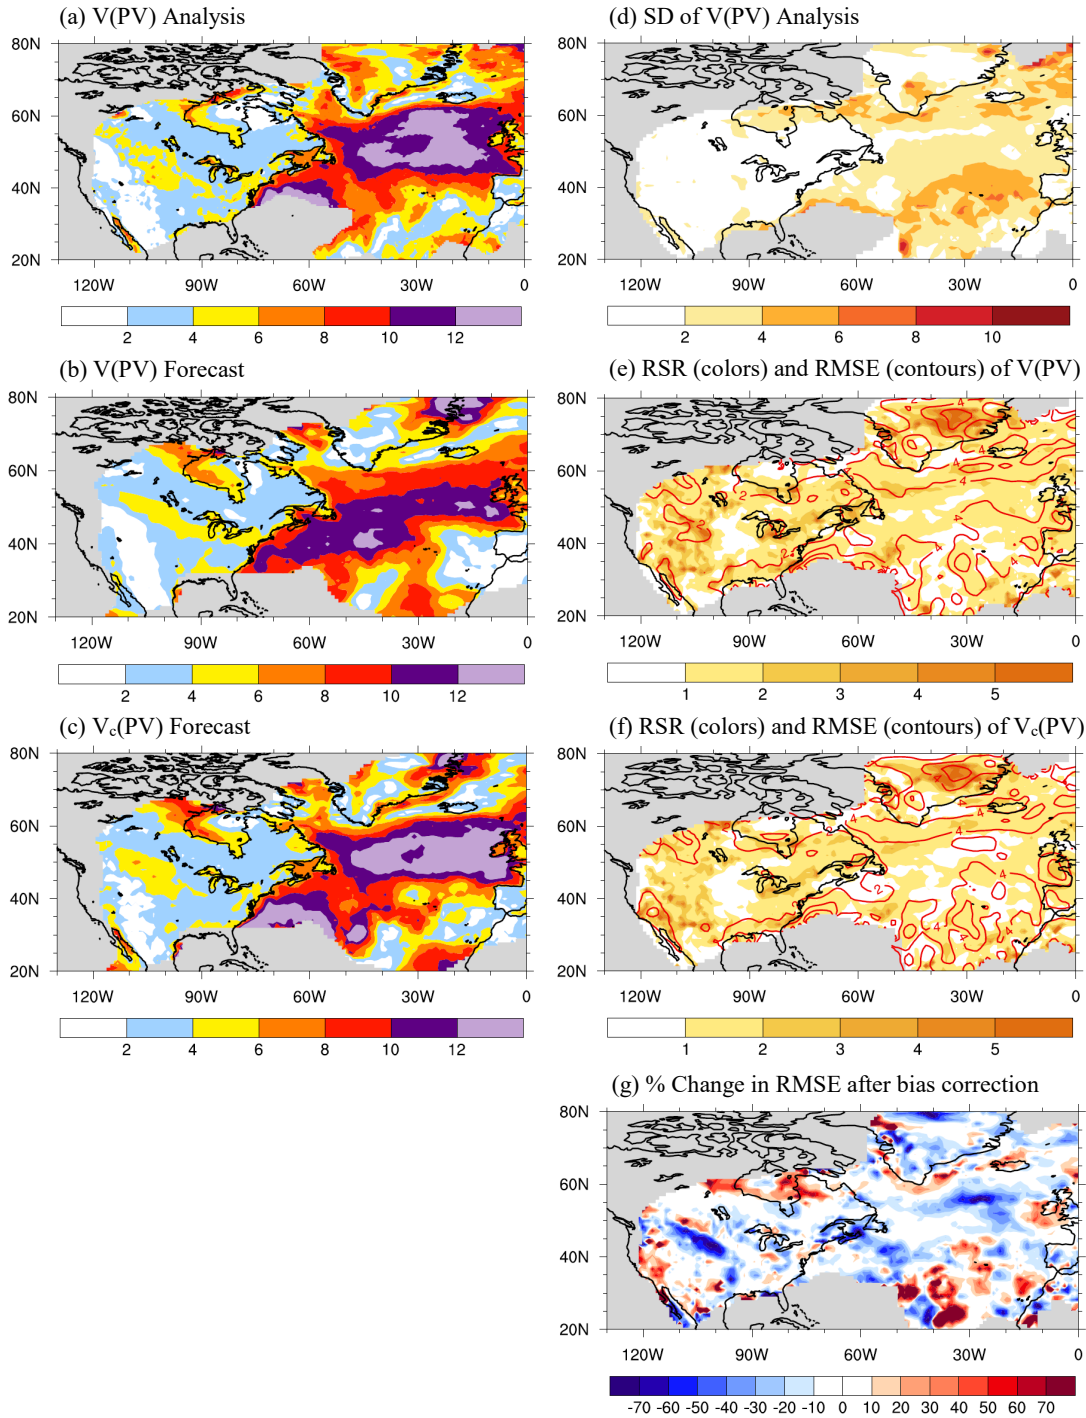 (a) V(PV) Analysis
80N
60N
40N
20N
120W 90W 60W 30W 0
2 4 6 8 10 12
(b) V(PV) Forecast
80N
60N
40N
20N
120W 90W 60W 30W 0
2 4 6 8 10 12
(c) Vc(PV) Forecast
80N
60N
40N
20N
120W 90W 60W 30W 0
2 4 6 8 10 12
(d) SD of V(PV) Analysis
80N
60N
40N
20N
120W 90W 60W 30W 0
2 4 6 8 10
(e) RSR (colors) and RMSE (contours) of V(PV)
80N
60N
40N
20N
120W 90W 60W 30W 0
1 2 3 4 5
(f) RSR (colors) and RMSE (contours) of Vc(PV)
80N
60N
40N
20N
120W 90W 60W 30W 0
1 2 3 4 5
(g) % Change in RMSE after bias correction
80N
60N
40N
20N
120W 90W 60W 30W 0
-70 -60 -50 -40 -30 -20 -10 0 10 20 30 40 50 60 70